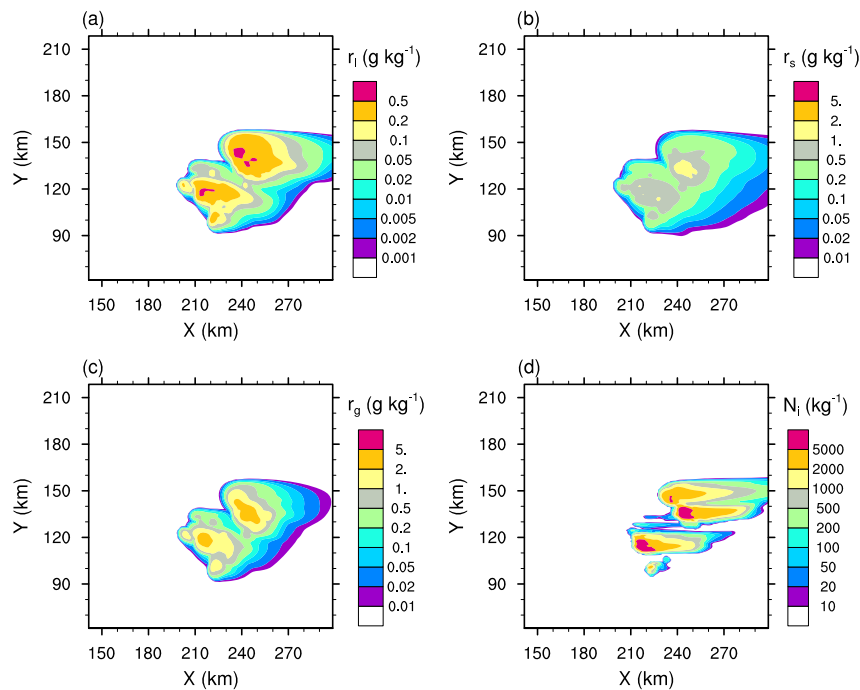 (a)
r_l (g kg⁻¹)
210
180
150
120
90
Y (km)
150 180 210 240 270
X (km)
0.5
0.2
0.1
0.05
0.02
0.01
0.005
0.002
0.001
(b)
r_s (g kg⁻¹)
210
180
150
120
90
Y (km)
150 180 210 240 270
X (km)
5.
2.
1.
0.5
0.2
0.1
0.05
0.02
0.01
(c)
r_g (g kg⁻¹)
210
180
150
120
90
Y (km)
150 180 210 240 270
X (km)
5.
2.
1.
0.5
0.2
0.1
0.05
0.02
0.01
(d)
N_i (kg⁻¹)
210
180
150
120
90
Y (km)
150 180 210 240 270
X (km)
5000
2000
1000
500
200
100
50
20
10